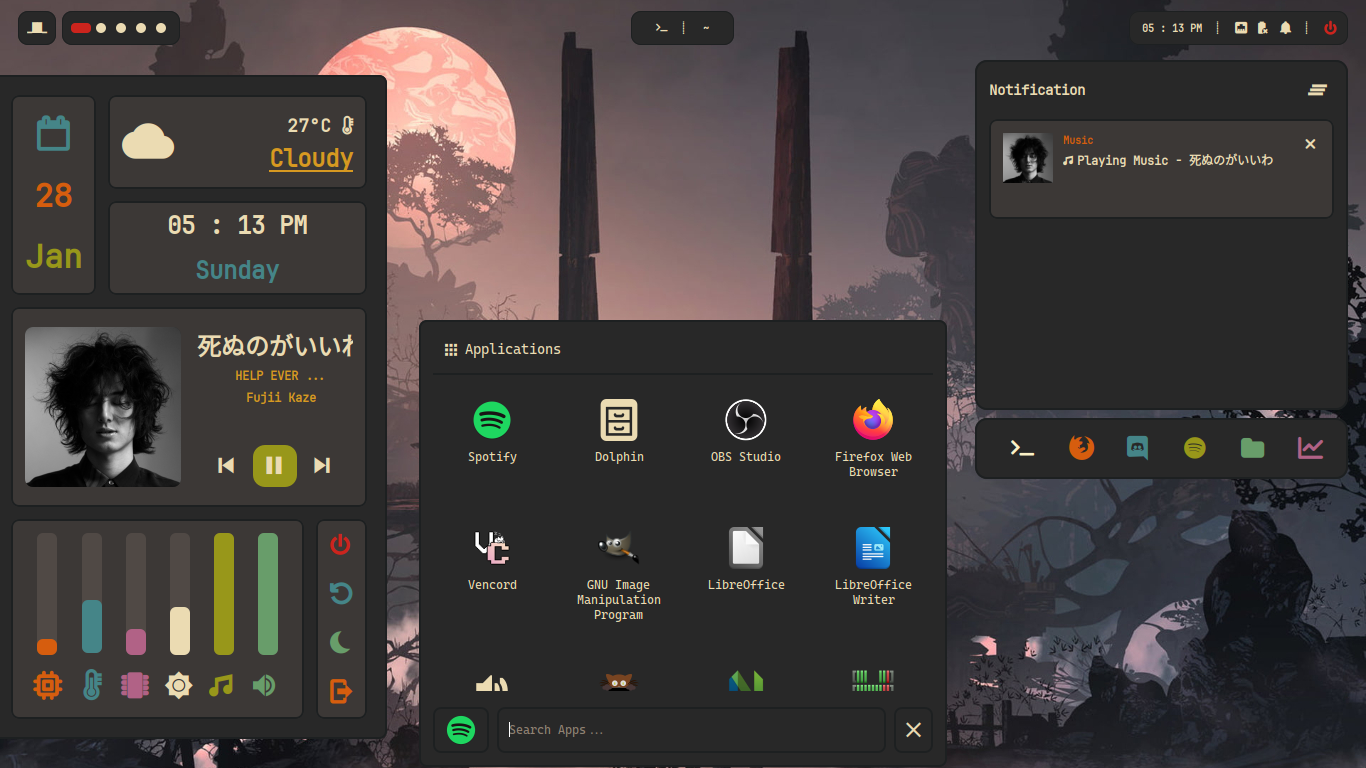 >_ | ~
05 : 13 PM
28
Jan
27°C
Cloudy
05 : 13 PM
Sunday
死ぬのがいいわ
HELP EVER ...
Fujii Kaze
Applications
Spotify
Dolphin
OBS Studio
Firefox Web
Browser
Vencord
GNU Image
Manipulation
Program
LibreOffice
LibreOffice
Writer
Search Apps ...
Notification
Music
Playing Music - 死ぬのがいいわ